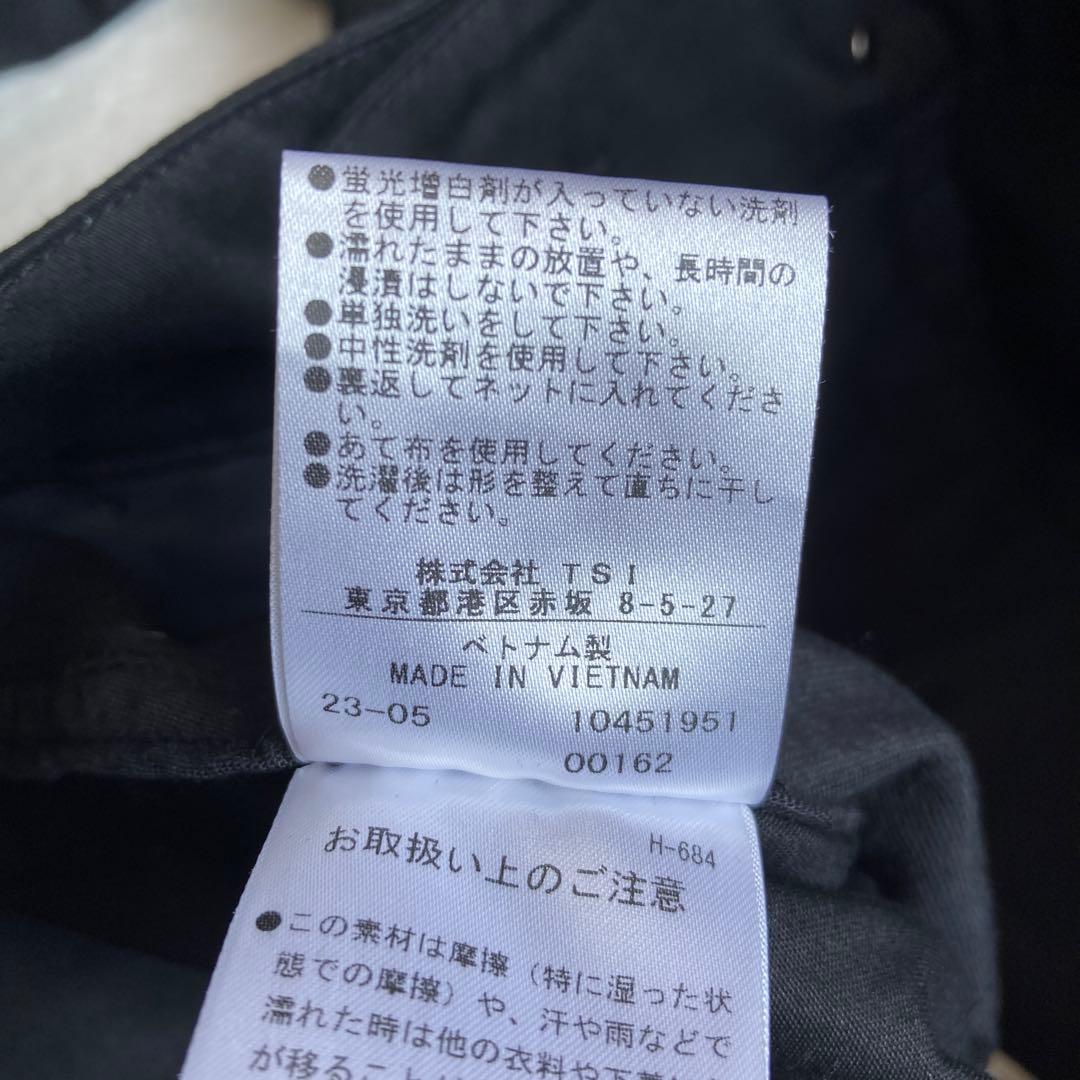 ●蛍光増白剤が入っていない洗剤
を使用して下さい。
●濡れたままの放置や、長時間の
浸漬はしないで下さい。
●単独洗いをして下さい。
●中性洗剤を使用して下さい。
●裏返してネットに入れてくださ
い。
●あて布を使用してください。
●洗濯後は形を整えて直ちに干し
てください。
株式会社 TSI
東京都港区赤坂 8-5-27
ベトナム製
MADE IN VIETNAM
23-05 10451951
00162
H-684
お取扱い上のご注意
●この素材は摩擦（特に湿った状
態での摩擦）や、汗や雨などで
濡れた時は他の衣料や下着に
が移ること